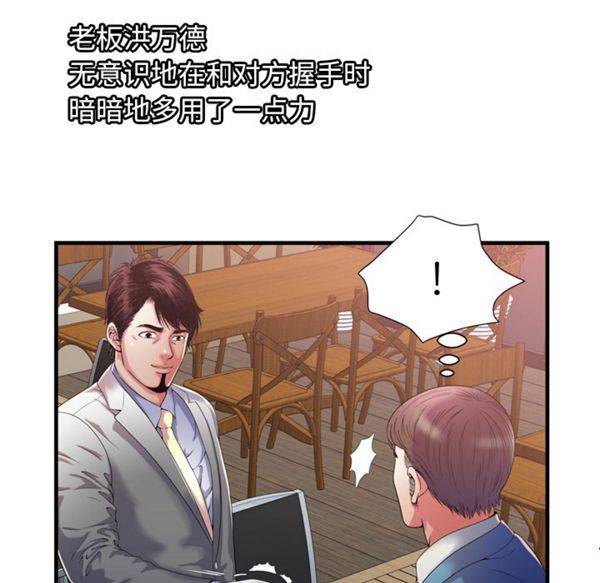 老板洪万德
无意识地在和对方握手时
暗暗地多用了一点力
！